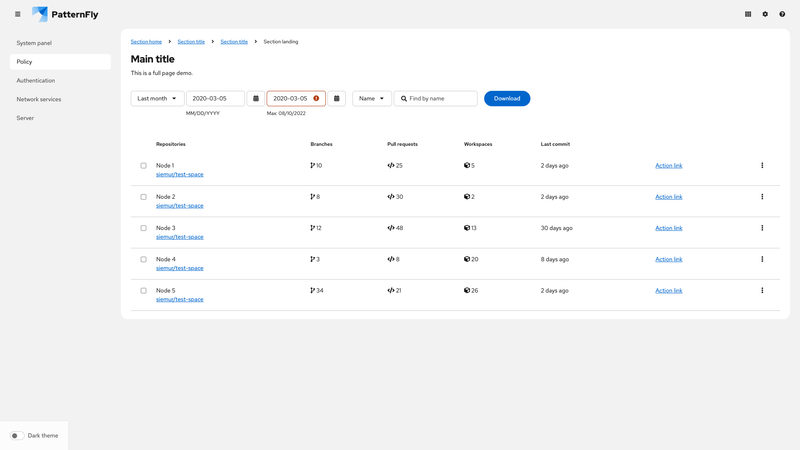 PatternFly
System panel
Policy
Authentication
Network services
Server
Section home Section title Section title Section landing
Main title
This is a full page demo.
Last month 2020-03-05 2020-03-05 Name Find by name Download
MM/DD/YYYY Max: 08/10/2022
Repositories Branches Pull requests Workspaces Last commit
Node 1 10 25 5 2 days ago Action link
siemur/test-space
Node 2 8 30 2 2 days ago Action link
siemur/test-space
Node 3 12 48 13 30 days ago Action link
siemur/test-space
Node 4 3 8 20 8 days ago Action link
siemur/test-space
Node 5 34 21 26 2 days ago Action link
siemur/test-space
Dark theme